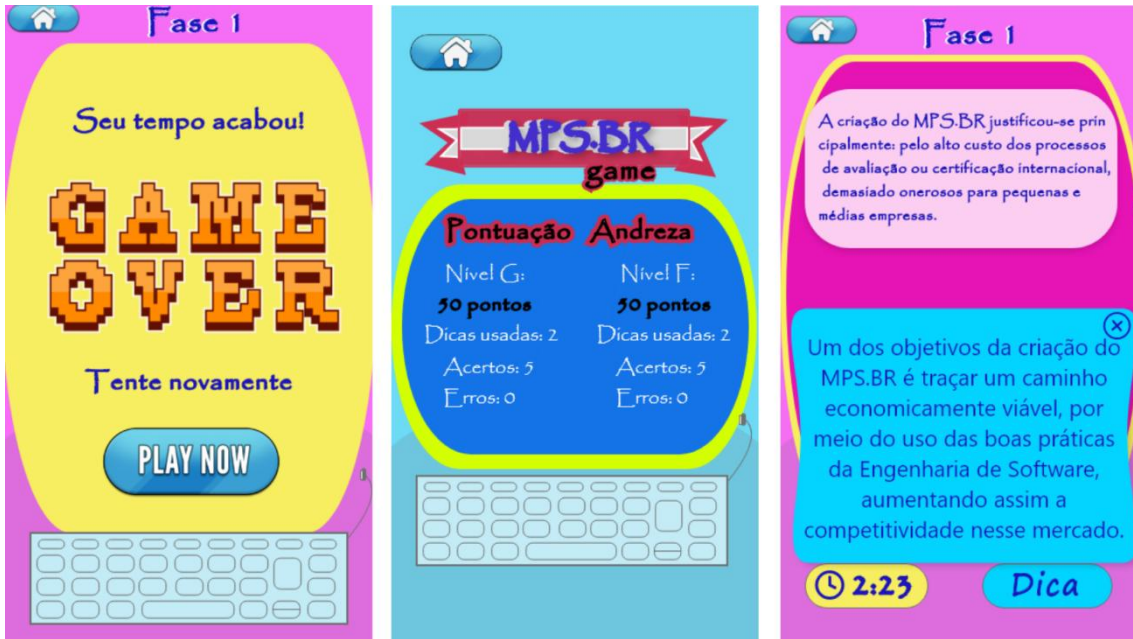 Fase 1
Seu tempo acabou!
GAME
OVER
Tente novamente
PLAY NOW
MPS.BR
game
Pontuação Andreza
Nível G:
50 pontos
Dicas usadas: 2
Acertos: 5
Erros: 0
Nível F:
50 pontos
Dicas usadas: 2
Acertos: 5
Erros: 0
Fase 1
A criação do MPS.BR justificou-se prin
cipalmente: pelo alto custo dos processos
de avaliação ou certificação internacional,
demasiado onerosos para pequenas e
médias empresas.
Um dos objetivos da criação do
MPS.BR é traçar um caminho
economicamente viável, por
meio do uso das boas práticas
da Engenharia de Software,
aumentando assim a
competitividade nesse mercado.
2:23
Dica